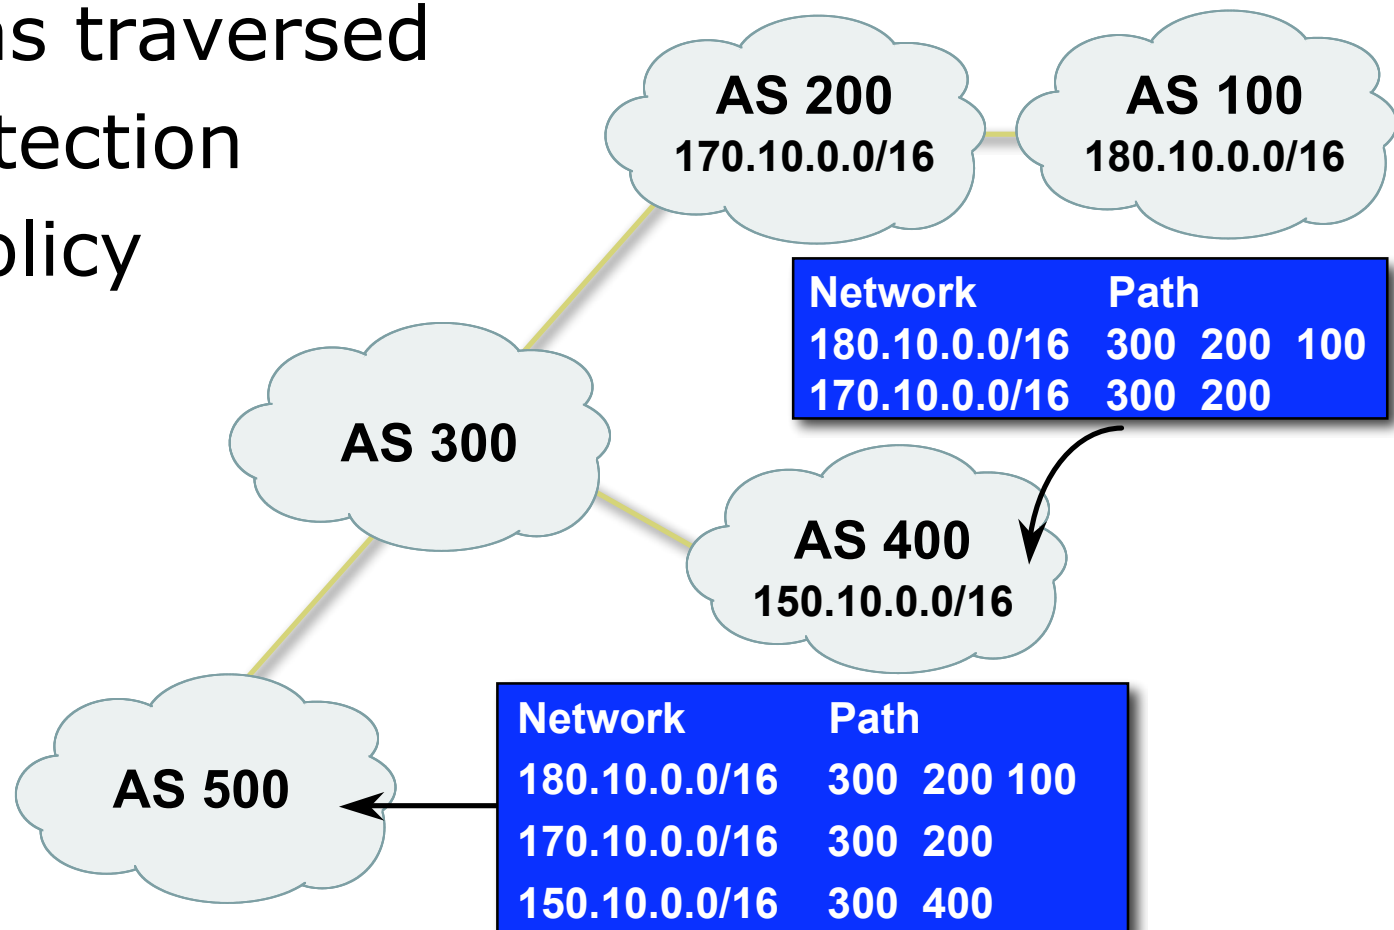 traversed
AS 200
170.10.0.0/16
AS 100
180.10.0.0/16
Network Path
180.10.0.0/16 300 200 100
170.10.0.0/16 300 200
AS 300
AS 400
150.10.0.0/16
AS 500
Network Path
180.10.0.0/16 300 200 100
170.10.0.0/16 300 200
150.10.0.0/16 300 400